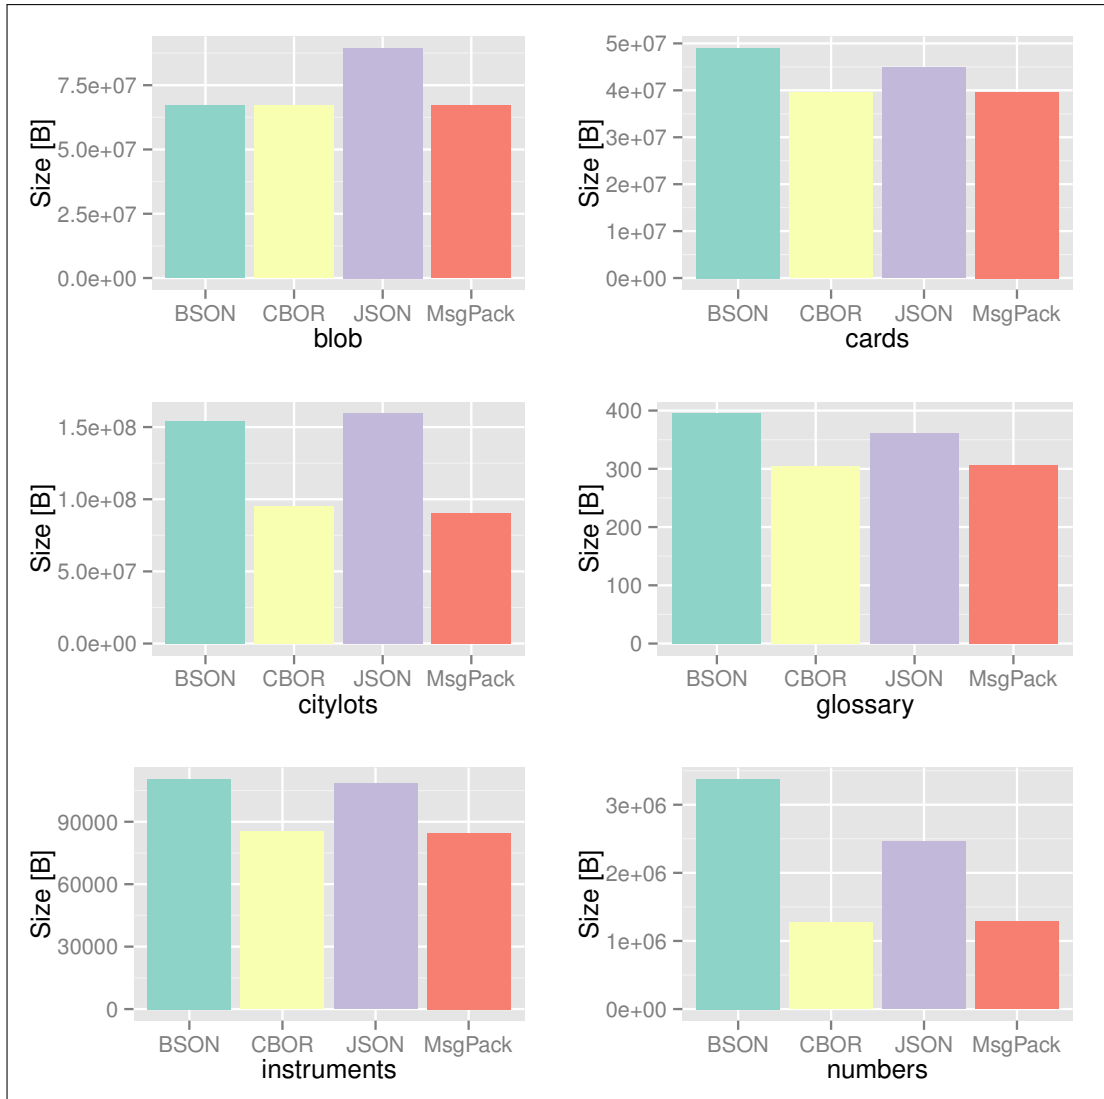 Size [B]
7.5e+07
5.0e+07
2.5e+07
0.0e+00
BSON CBOR JSON MsgPack
blob
Size [B]
5e+07
4e+07
3e+07
2e+07
1e+07
0e+00
BSON CBOR JSON MsgPack
cards
Size [B]
1.5e+08
1.0e+08
5.0e+07
0.0e+00
BSON CBOR JSON MsgPack
citylots
Size [B]
400
300
200
100
0
BSON CBOR JSON MsgPack
glossary
Size [B]
90000
60000
30000
0
BSON CBOR JSON MsgPack
instruments
Size [B]
3e+06
2e+06
1e+06
0e+00
BSON CBOR JSON MsgPack
numbers